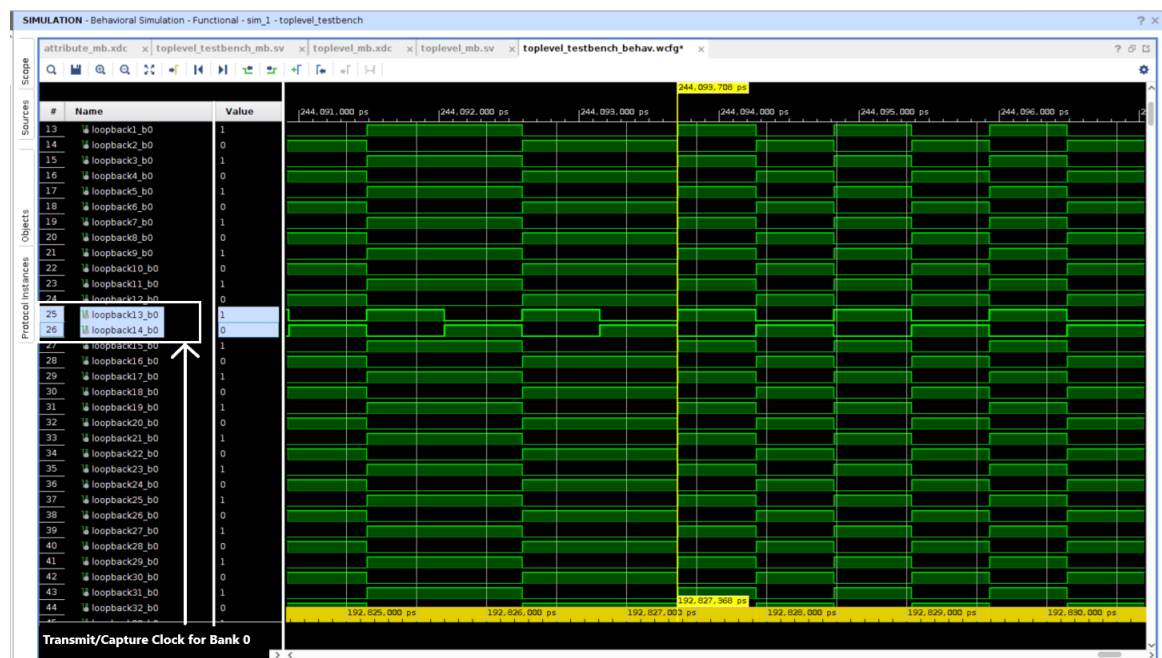 SIMULATION - Behavioral Simulation - Functional - sim_1 - toplevel_testbench ? ×
attribute_mb.xdc × toplevel_testbench_mb.sv × toplevel_mb.xdc × toplevel_mb.sv × toplevel_testbench_behav.wcfg* × ?
Scope
Sources
Objects
Protocol Instances
244,093,708 ps
# Name Value
244,091,000 ps 244,092,000 ps 244,093,000 ps 244,094,000 ps 244,095,000 ps 244,096,000 ps 2
13 loopback1_b0 1
14 loopback2_b0 0
15 loopback3_b0 1
16 loopback4_b0 0
17 loopback5_b0 1
18 loopback6_b0 0
19 loopback7_b0 1
20 loopback8_b0 0
21 loopback9_b0 1
22 loopback10_b0 0
23 loopback11_b0 1
24 loopback12_b0 0
25 loopback13_b0 1
26 loopback14_b0 0
27 loopback15_b0 1
28 loopback16_b0 0
29 loopback17_b0 1
30 loopback18_b0 0
31 loopback19_b0 1
32 loopback20_b0 0
33 loopback21_b0 1
34 loopback22_b0 0
35 loopback23_b0 1
36 loopback24_b0 0
37 loopback25_b0 1
38 loopback26_b0 0
39 loopback27_b0 1
40 loopback28_b0 0
41 loopback29_b0 1
42 loopback30_b0 0
43 loopback31_b0 1
44 loopback32_b0 0
192,827,368 ps
192,825,000 ps 192,826,000 ps 192,827,000 ps 192,828,000 ps 192,829,000 ps 192,830,000 ps
Transmit/Capture Clock for Bank 0